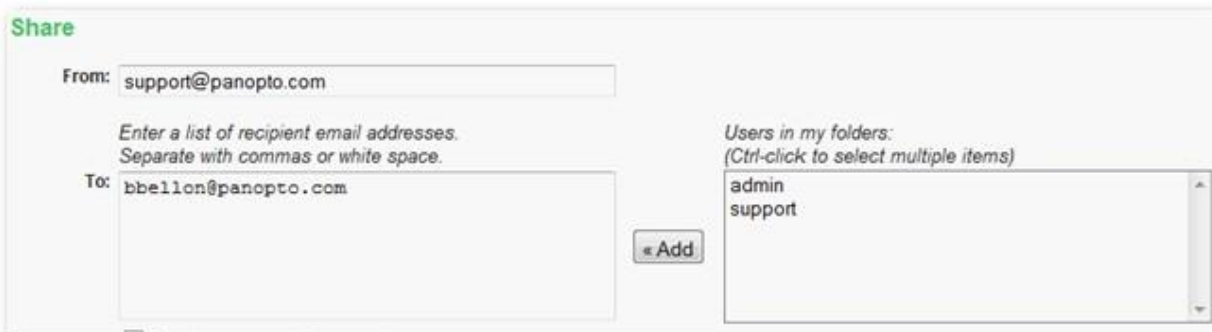 Share
From: support@panopto.com
Enter a list of recipient email addresses.
Separate with commas or white space.
To: bbellon@panopto.com
« Add
Users in my folders:
(Ctrl-click to select multiple items)
admin
support